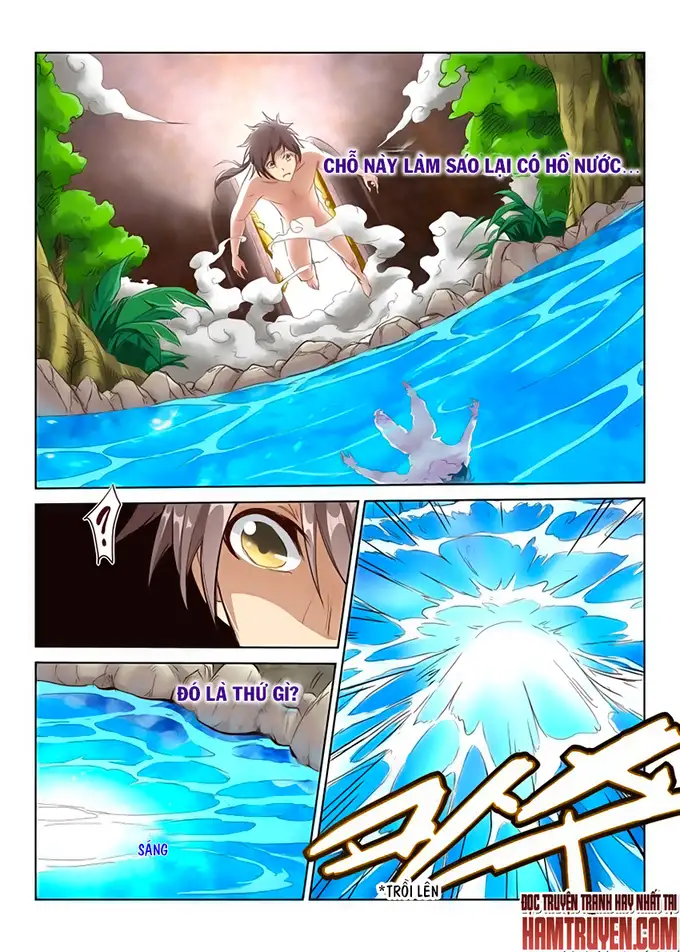 CHỖ NÀY LÀM SAO LẠI CÓ HỒ NƯỚC...
?
ĐÓ LÀ THỨ GÌ?
SÁNG
*TRỒI LÊN
ĐỌC TRUYỆN TRANH HAY NHẤT TẠI
HAMTRUYEN.COM